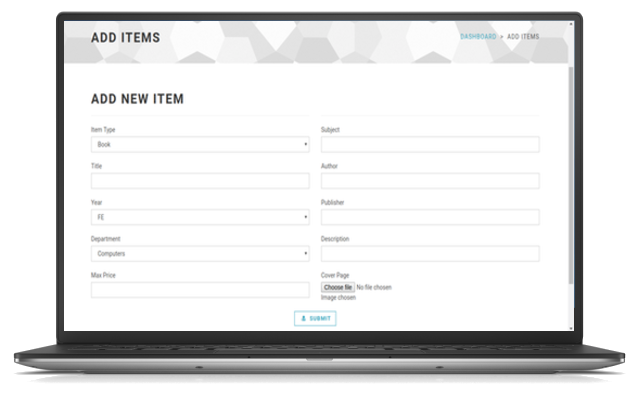 ADD ITEMS
DASHBOARD » ADD ITEMS
ADD NEW ITEM
Item Type
Subject
Book
Title
Author
Year
Publisher
FE
Department
Description
Computers
Max Price
Cover Page
Choose file No file chosen
Image chosen
SUBMIT